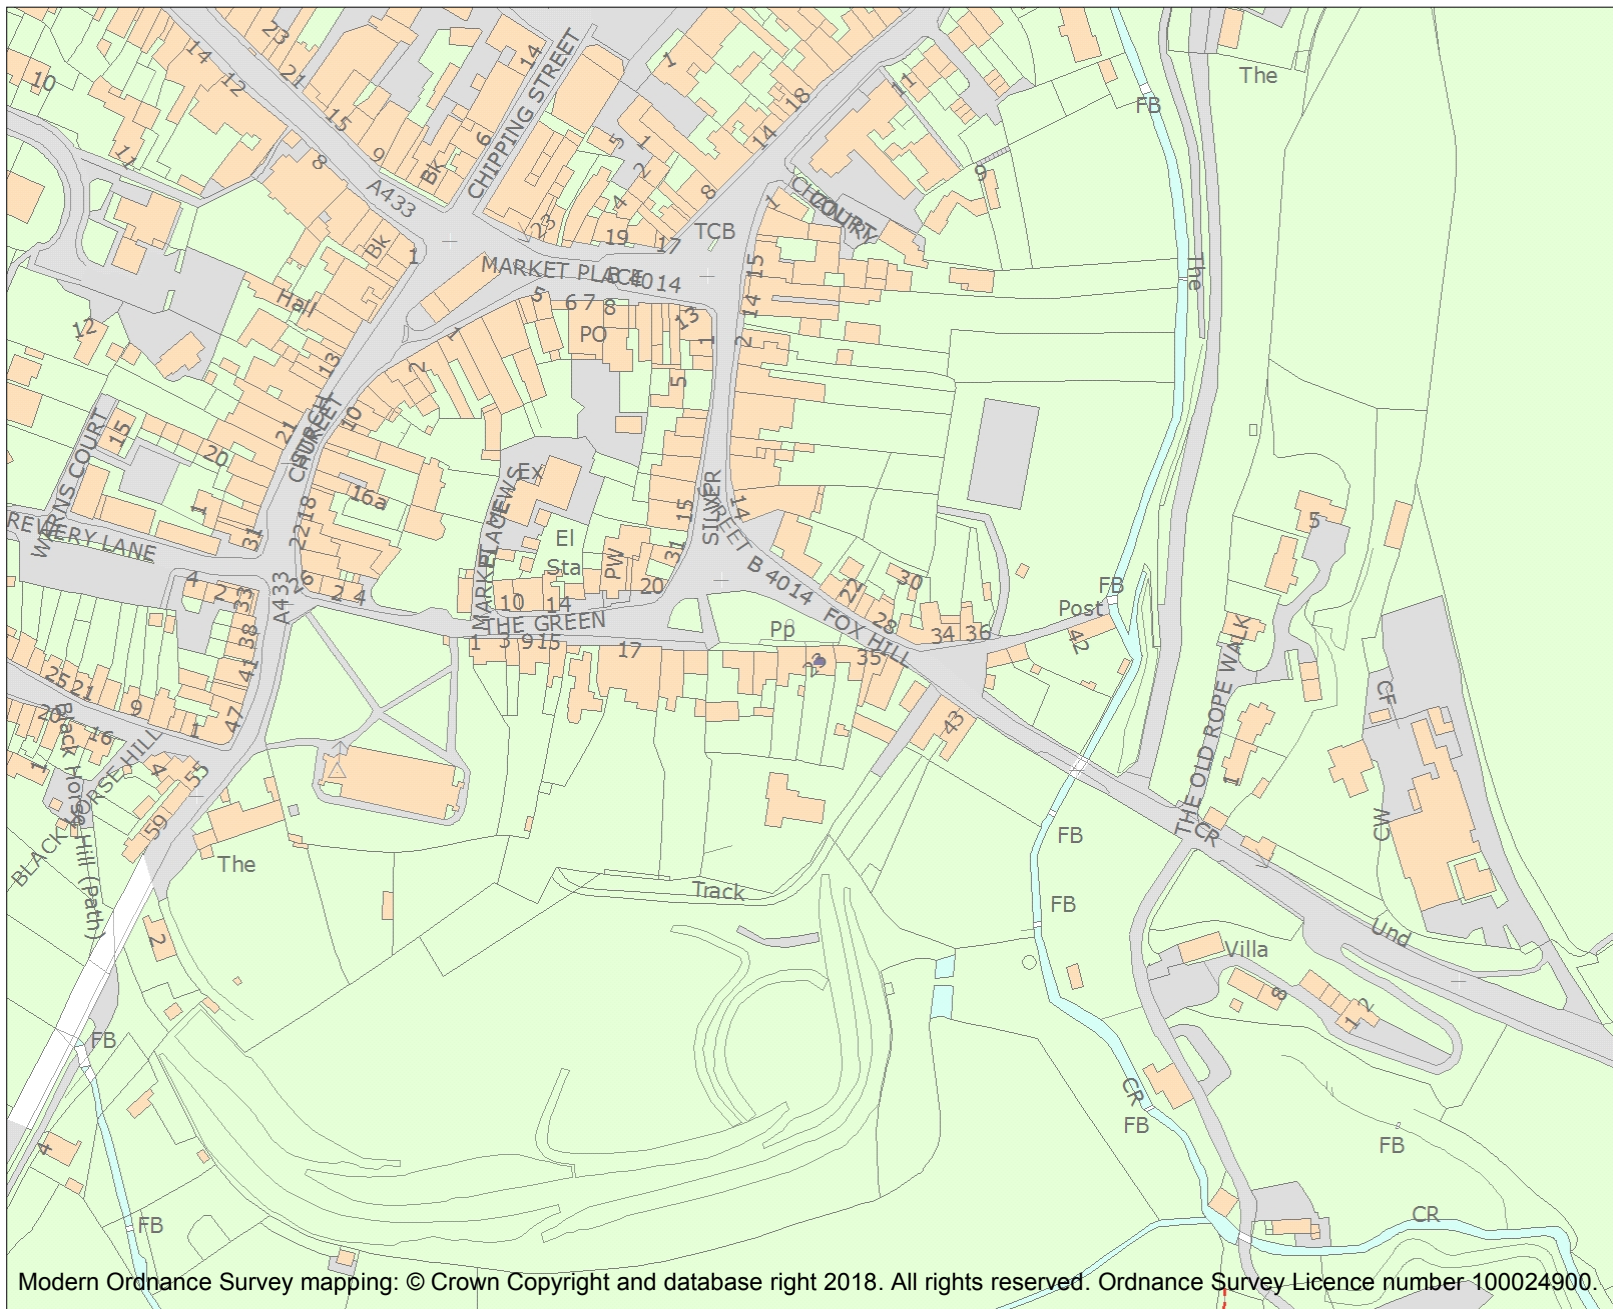 23
14
CHIPPING STREET
1
The
14
12
21
10
15
18
11
FB
6
5
1
14
9
11
8
Bk
2
9
A433
4
8
1
CHURCH
COURT
23
19
17
TCB
Bk
1
MARKET PLACE
B 4014
15
The
Hall
5
6
7
8
14
12
13
PO
1
2
1
13
2
5
10
21
CHURCH
STREET
WARNS COURT
15
20
Ex
16a
MARKET PLACE MEWS
SILVER
STREET B 4014
15
14
5
1
22
18
31
REWERY LANE
El
Sta
PW
31
20
FB
4
2
33
A433
26
2
4
10
14
22
30
Post
THE GREEN
Pp
FOX HILL
28
34
36
42
38
1
3
9
15
17
23
35
41
THE OLD ROPE WALK
CF
25
21
9
47
20
Black Horse Hill (Path)
16
1
43
BLACK HORSE HILL
4
55
1
1
59
CR
CW
FB
The
Track
FB
Und
2
Villa
8
2
1
FB
CR
FB
FB
4
CR
FB
Modern Ordnance Survey mapping: © Crown Copyright and database right 2018. All rights reserved. Ordnance Survey Licence number 100024900.